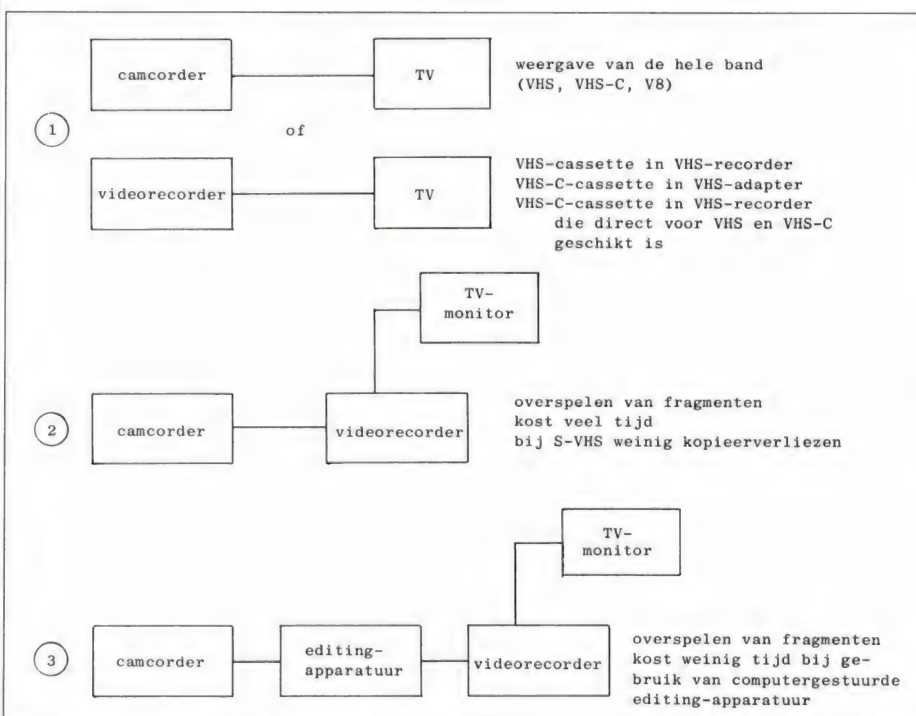 camcorder
TV
weergave van de hele band
(VHS, VHS-C, V8)
1
of
videorecorder
TV
VHS-cassette in VHS-recorder
VHS-C-cassette in VHS-adapter
VHS-C-cassette in VHS-recorder
die direct voor VHS en VHS-C
geschikt is
TV-
monitor
2
camcorder
videorecorder
overspelen van fragmenten
kost veel tijd
bij S-VHS weinig kopieerverliezen
TV-
monitor
3
camcorder
editing-
apparatuur
videorecorder
overspelen van fragmenten
kost weinig tijd bij ge-
bruik van computergestuurde
editing-apparatuur